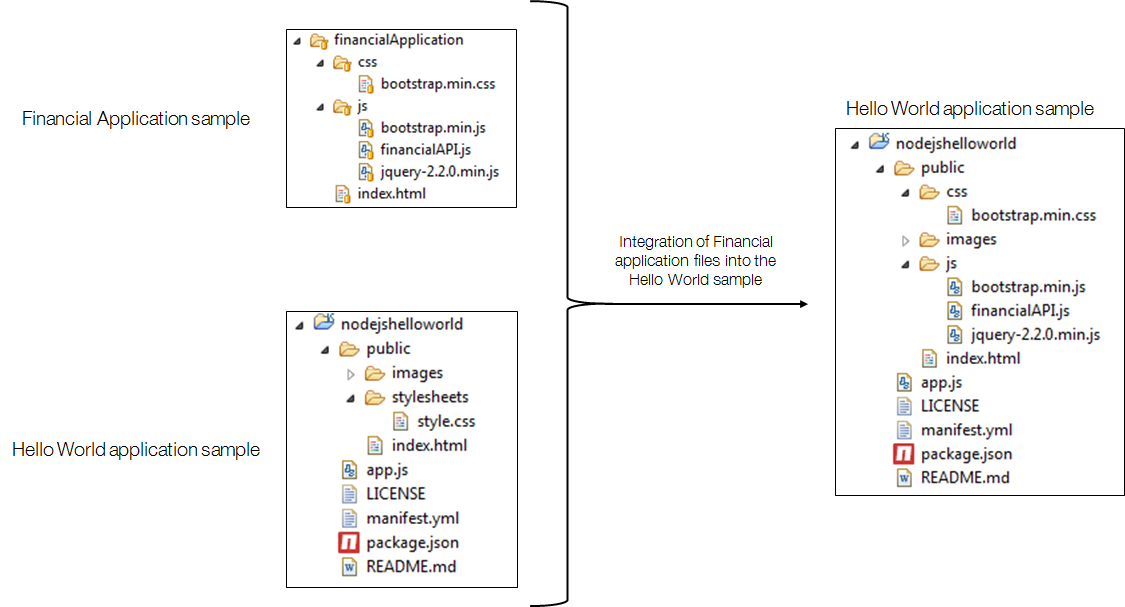 Financial Application sample
financialApplication
css
bootstrap.min.css
js
bootstrap.min.js
financialAPI.js
jquery-2.2.0.min.js
index.html
Hello World application sample
nodejshelloworld
public
images
stylesheets
style.css
index.html
app.js
LICENSE
manifest.yml
package.json
README.md
Integration of Financial
application files into the
Hello World sample
Hello World application sample
nodejshelloworld
public
css
bootstrap.min.css
images
js
bootstrap.min.js
financialAPI.js
jquery-2.2.0.min.js
index.html
app.js
LICENSE
manifest.yml
package.json
README.md